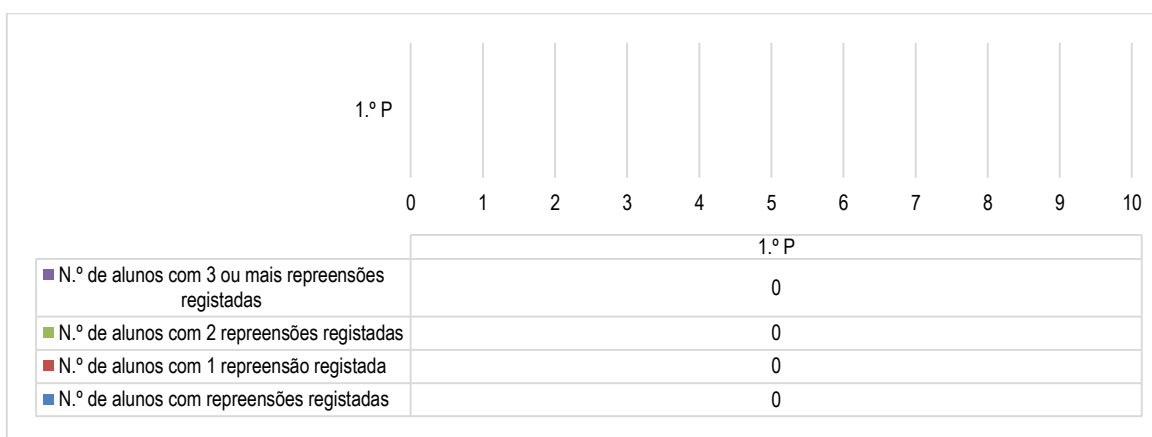 1.º P
0 1 2 3 4 5 6 7 8 9 10
1.º P
N.º de alunos com 3 ou mais repreensões
registadas
0
N.º de alunos com 2 repreensões registadas 0
N.º de alunos com 1 repreensão registada 0
N.º de alunos com repreensões registadas 0